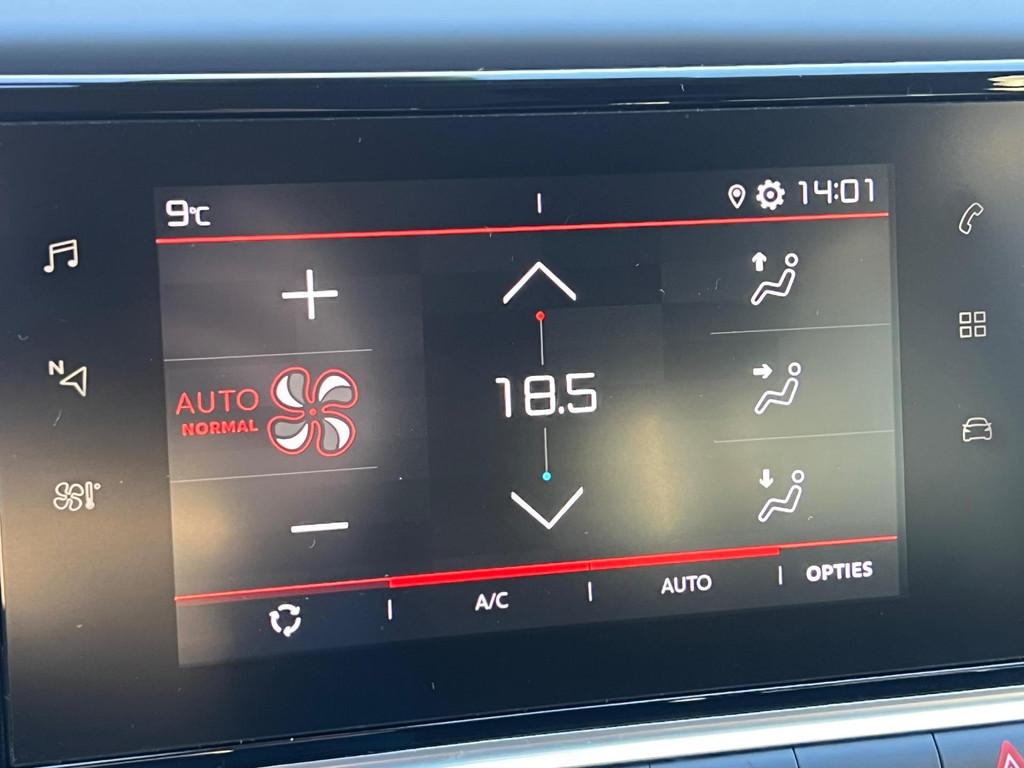 9°C
14:01
N
AUTO
NORMAL
18.5
A/C
AUTO
OPTIES